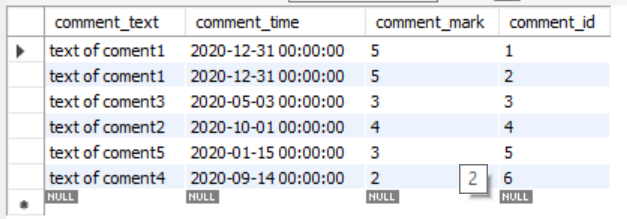 comment_text comment_time comment_mark comment_id
text of coment1 2020-12-31 00:00:00 5 1
text of coment1 2020-12-31 00:00:00 5 2
text of coment3 2020-05-03 00:00:00 3 3
text of coment2 2020-10-01 00:00:00 4 4
text of coment5 2020-01-15 00:00:00 3 5
text of coment4 2020-09-14 00:00:00 2 2 6
NULL NULL NULL NULL